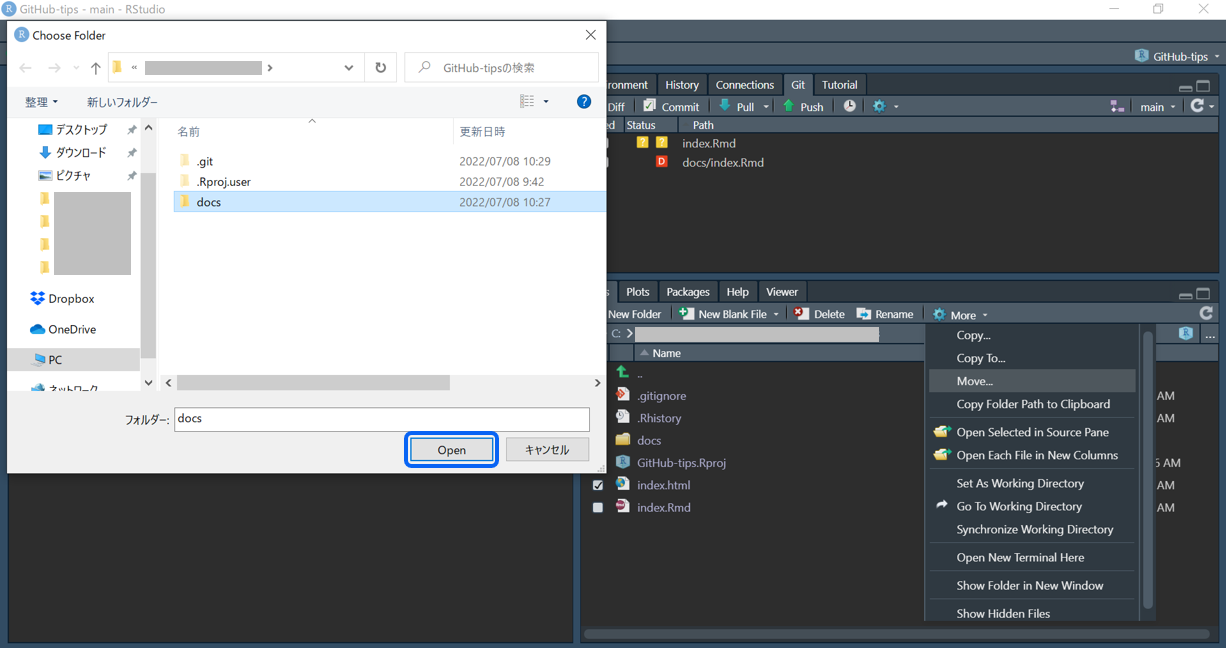 GitHub-tips - main - RStudio
Choose Folder
«
GitHub-tipsの検索
整理
新しいフォルダー
デスクトップ
ダウンロード
ピクチャ
Dropbox
OneDrive
PC
ネットワーク
名前 更新日時
.git 2022/07/08 10:29
.Rproj.user 2022/07/08 9:42
docs 2022/07/08 10:27
フォルダー: docs
Open キャンセル
GitHub-tips
ronment History Connections Git Tutorial
Diff Commit Pull Push main
ed Status Path
? ? index.Rmd
D docs/index.Rmd
s Plots Packages Help Viewer
New Folder New Blank File Delete Rename More
C: ...
Name
..
.gitignore AM
.Rhistory AM
docs
GitHub-tips.Rproj 5 AM
index.html AM
index.Rmd AM
Copy...
Copy To...
Move...
Copy Folder Path to Clipboard
Open Selected in Source Pane
Open Each File in New Columns
Set As Working Directory
Go To Working Directory
Synchronize Working Directory
Open New Terminal Here
Show Folder in New Window
Show Hidden Files